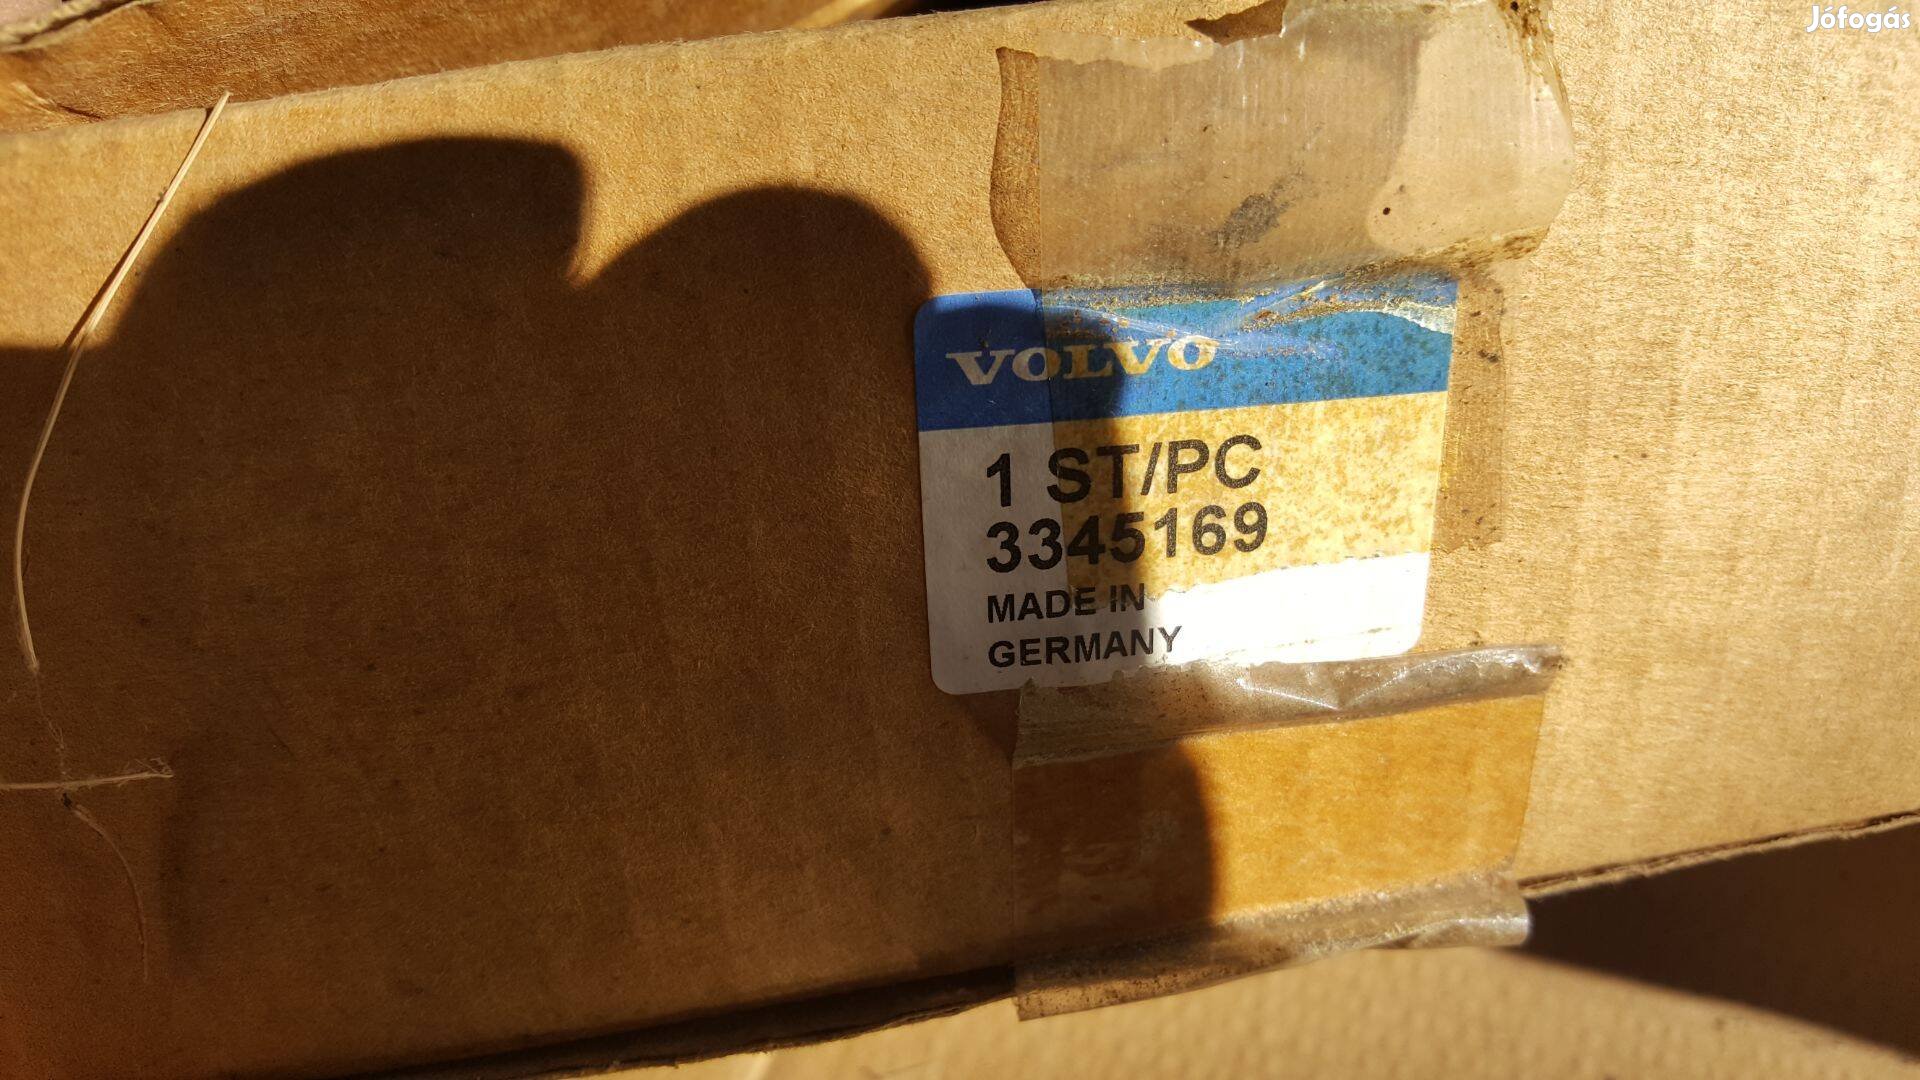 Jófogás
VOLVO
1 ST/PC
3345169
MADE IN
GERMANY